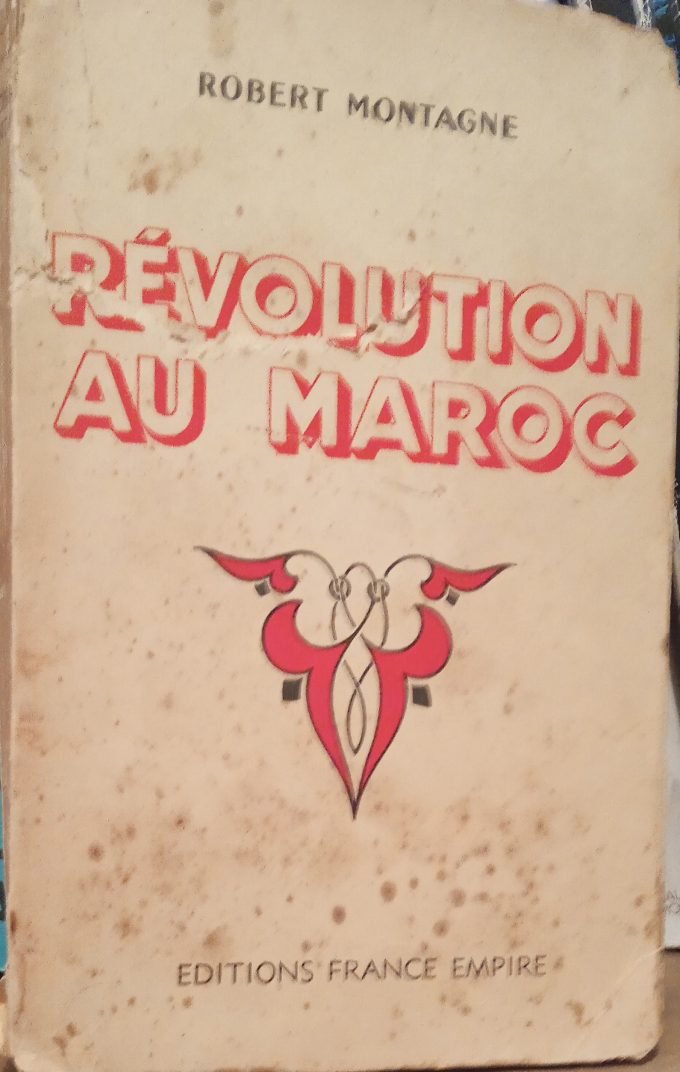 ROBERT MONTAGNE
RÉVOLUTION
AU MAROC
EDITIONS FRANCE EMPIRE